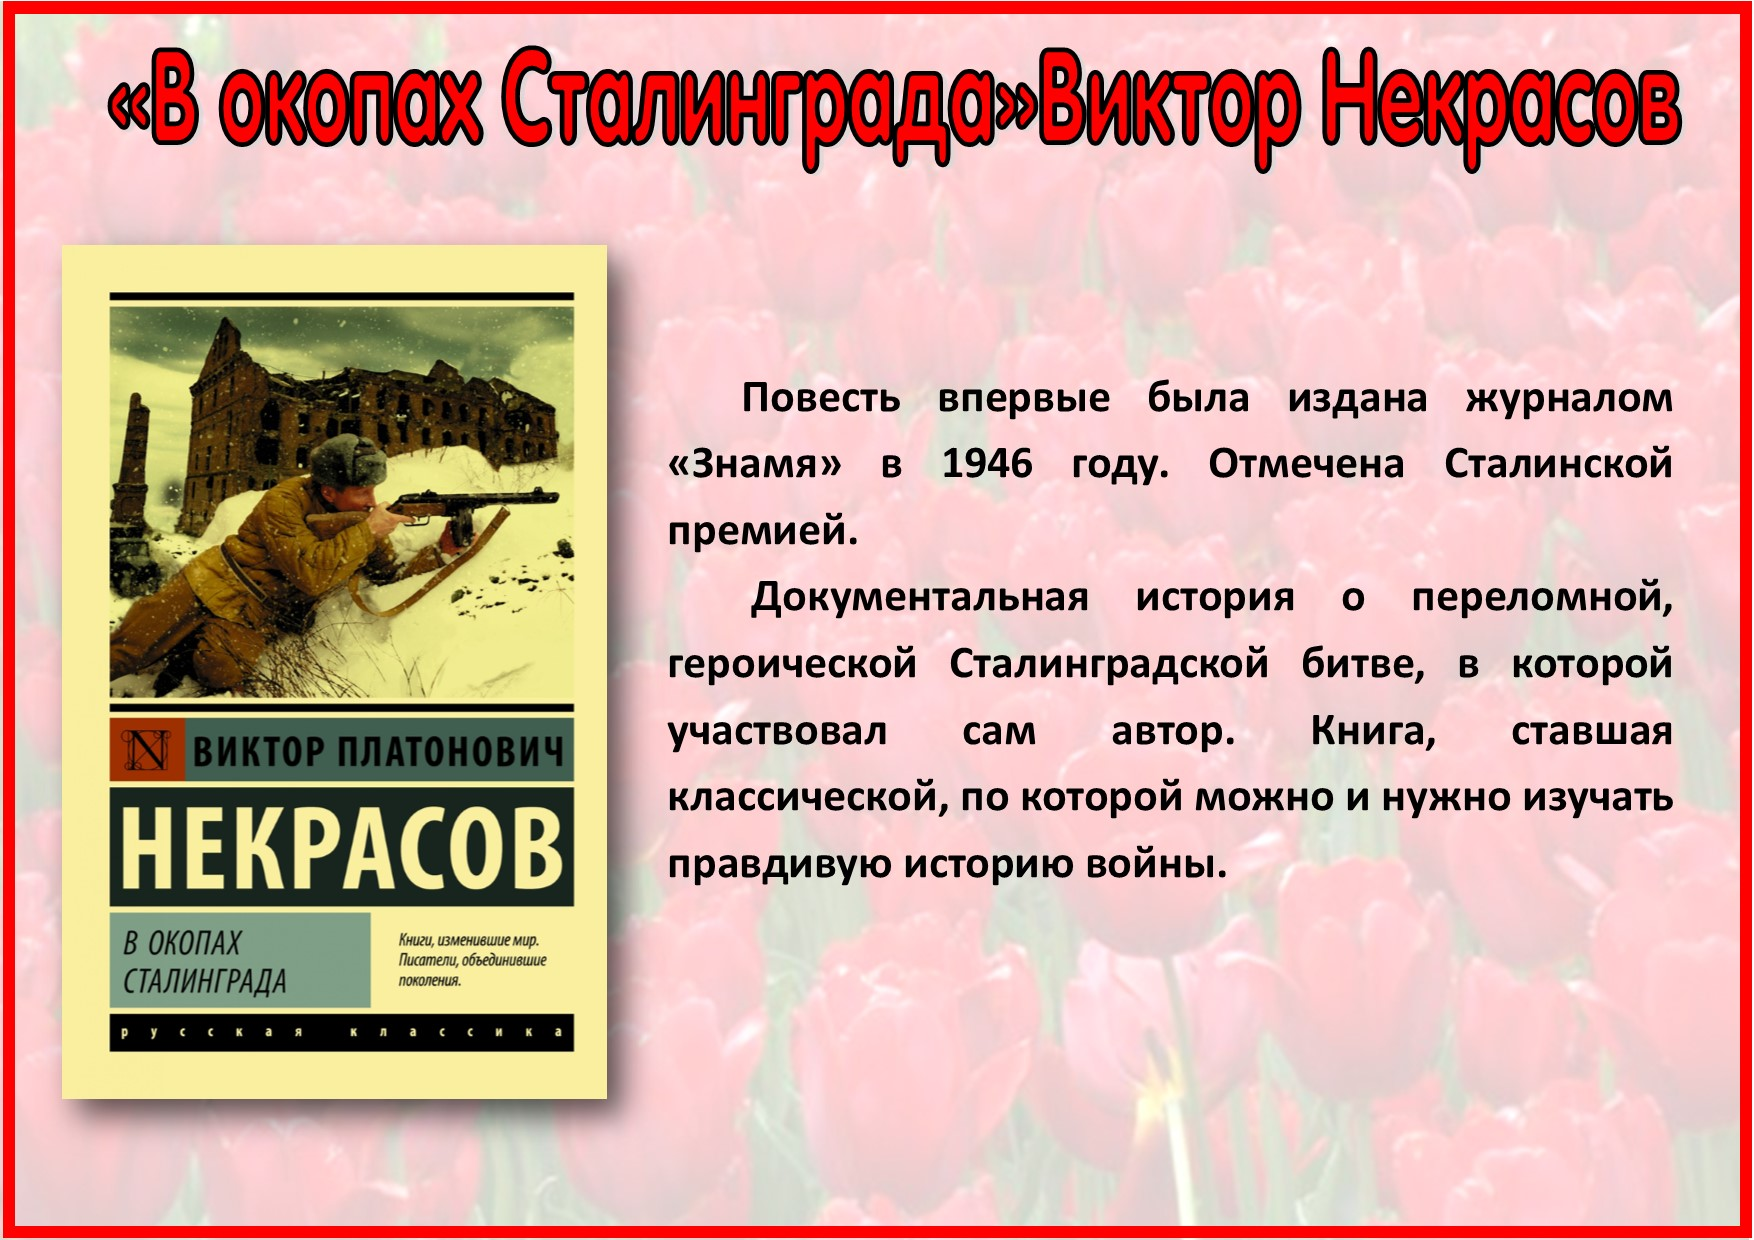 «В окопах Сталинграда»Виктор Некрасов
Повесть впервые была издана журналом
«Знамя» в 1946 году. Отмечена Сталинской
премией.
Документальная история о переломной,
героической Сталинградской битве, в которой
участвовал сам автор. Книга, ставшая
классической, по которой можно и нужно изучать
правдивую историю войны.
N ВИКТОР ПЛАТОНОВИЧ
НЕКРАСОВ
В ОКОПАХ
СТАЛИНГРАДА
Книги, изменившие мир.
Писатели, объединившие
поколения.
русская классика